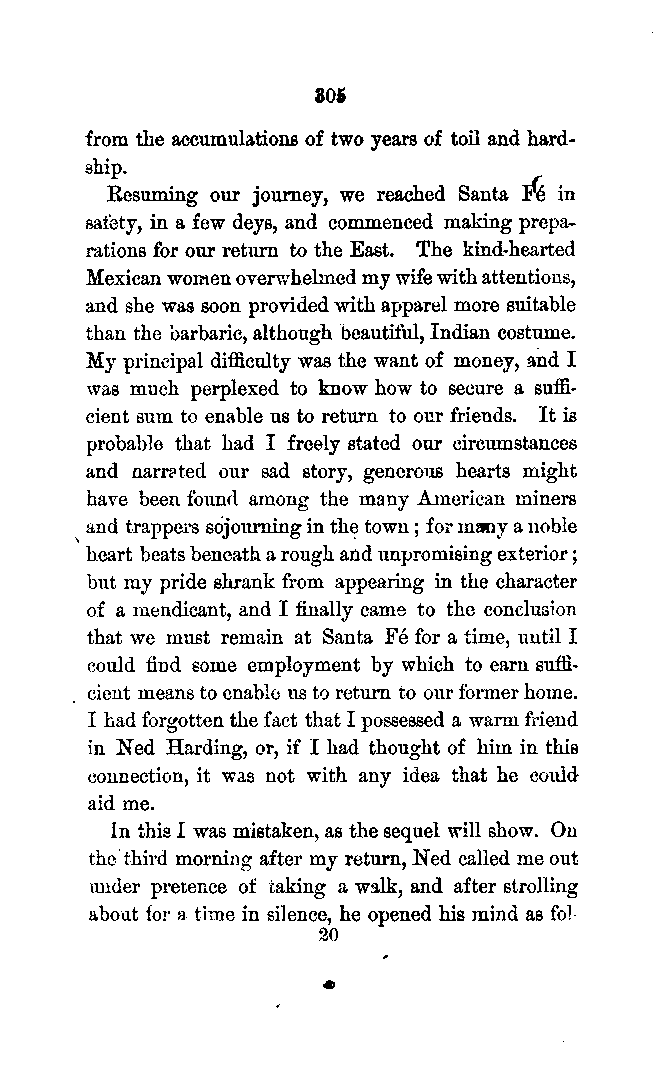 305
from the accumulations of two years of toil and hard-
ship.
Resuming our journey, we reached Santa Fé in
safety, in a few deys, and commenced making prepa-
rations for our return to the East. The kind-hearted
Mexican women overwhelmed my wife with attentions,
and she was soon provided with apparel more suitable
than the barbaric, although beautiful, Indian costume.
My principal difficulty was the want of money, and I
was much perplexed to know how to secure a suffi-
cient sum to enable us to return to our friends. It is
probable that had I freely stated our circumstances
and narrated our sad story, generous hearts might
have been found among the many American miners
and trappers sojourning in the town; for many a noble
heart beats beneath a rough and unpromising exterior;
but my pride shrank from appearing in the character
of a mendicant, and I finally came to the conclusion
that we must remain at Santa Fé for a time, until I
could find some employment by which to earn suffi-
cient means to enable us to return to our former home.
I had forgotten the fact that I possessed a warm friend
in Ned Harding, or, if I had thought of him in this
connection, it was not with any idea that he could
aid me.
In this I was mistaken, as the sequel will show. On
the third morning after my return, Ned called me out
under pretence of taking a walk, and after strolling
about for a time in silence, he opened his mind as fol-
20